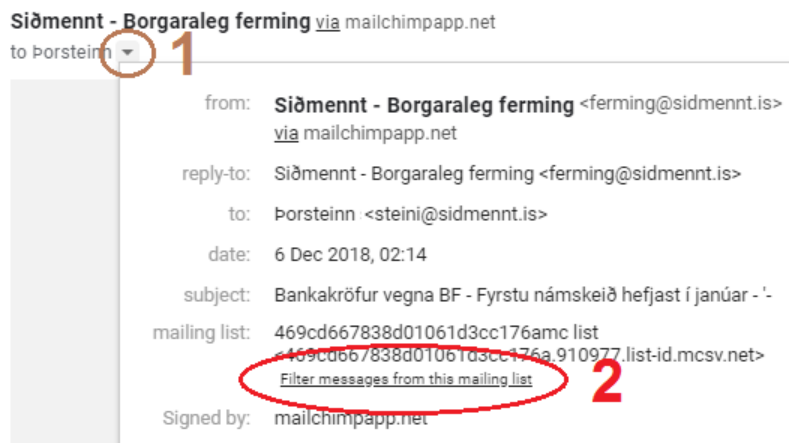 Siðmennt - Borgaraleg ferming via mailchimpapp.net
to Þorsteinn 1
from: Siðmennt - Borgaraleg ferming <ferming@sidmennt.is>
via mailchimpapp.net
reply-to: Siðmennt - Borgaraleg ferming <ferming@sidmennt.is>
to: Þorsteinn <steini@sidmennt.is>
date: 6 Dec 2018, 02:14
subject: Bankakröfur vegna BF - Fyrstu námskeið hefjast í janúar - '-
mailing list: 469cd667838d01061d3cc176amc list
<469cd667838d01061d3cc176a.910977.list-id.mcsv.net>
Filter messages from this mailing list 2
Signed by: mailchimpapp.net